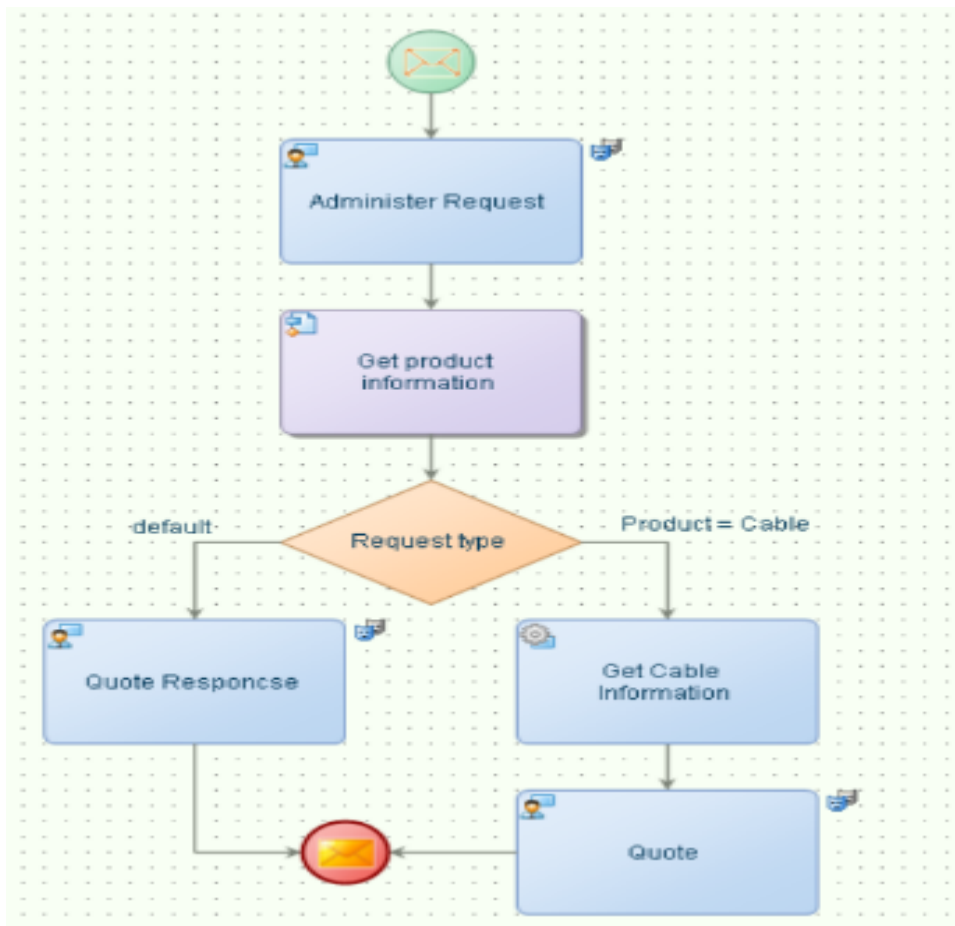 Administer Request
Get product
information
default
Product = Cable
Request type
Quote Responcse
Get Cable
Information
Quote